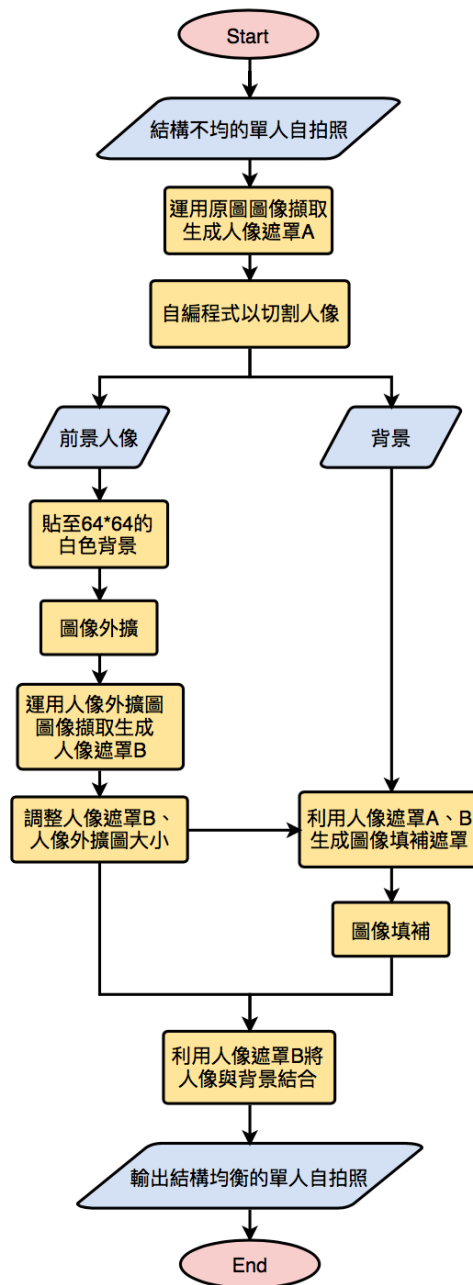 Start
結構不均的單人自拍照
運用原圖圖像擷取
生成人像遮罩A
自編程式以切割人像
前景人像
背景
貼至64*64的
白色背景
圖像外擴
運用人像外擴圖
圖像擷取生成
人像遮罩B
調整人像遮罩B、
人像外擴圖大小
利用人像遮罩A、B
生成圖像填補遮罩
圖像填補
利用人像遮罩B將
人像與背景結合
輸出結構均衡的單人自拍照
End